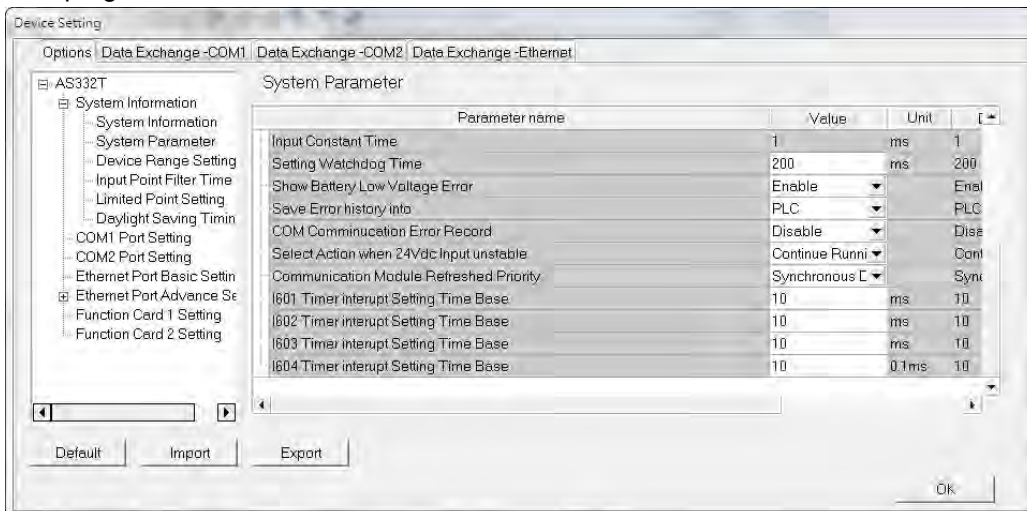 Device Setting
Options Data Exchange -COM1 Data Exchange -COM2 Data Exchange -Ethernet
AS332T
System Information
System Information
System Parameter
Device Range Setting
Input Point Filter Time
Limited Point Setting
Daylight Saving Timin
COM1 Port Setting
COM2 Port Setting
Ethernet Port Basic Settin
Ethernet Port Advance Se
Function Card 1 Setting
Function Card 2 Setting
System Parameter
Parameter name Value Unit
Input Constant Time 1 ms 1
Setting Watchdog Time 200 ms 200
Show Battery Low Voltage Error Enable Enal
Save Error history into PLC PLC
COM Comminucation Error Record Disable Disa
Select Action when 24Vdc Input unstable Continue Runni Cont
Communication Module Refreshed Priority Synchronous D Sync
I601 Timer interupt Setting Time Base 10 ms 10
I602 Timer interupt Setting Time Base 10 ms 10
I603 Timer interupt Setting Time Base 10 ms 10
I604 Timer interupt Setting Time Base 10 0.1ms 10
Default Import Export
OK